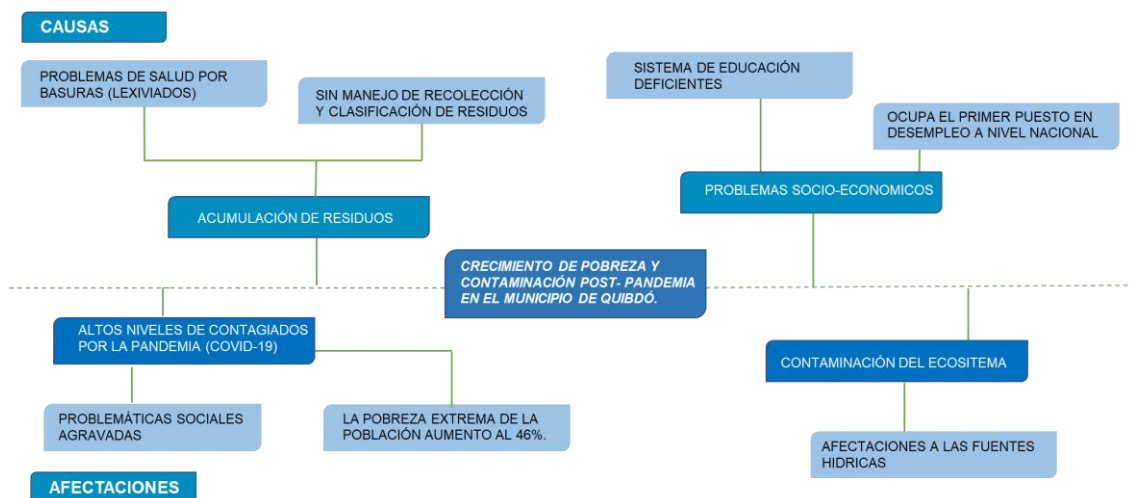 CAUSAS
PROBLEMAS DE SALUD POR
BASURAS (LEXIVIADOS)
SIN MANEJO DE RECOLECCIÓN
Y CLASIFICACIÓN DE RESIDUOS
SISTEMA DE EDUCACIÓN
DEFICIENTES
OCUPA EL PRIMER PUESTO EN
DESEMPLEO A NIVEL NACIONAL
ACUMULACIÓN DE RESIDUOS
PROBLEMAS SOCIO-ECONOMICOS
CRECIMIENTO DE POBREZA Y
CONTAMINACIÓN POST- PANDEMIA
EN EL MUNICIPIO DE QUIBDÓ.
ALTOS NIVELES DE CONTAGIADOS
POR LA PANDEMIA (COVID-19)
CONTAMINACIÓN DEL ECOSITEMA
PROBLEMÁTICAS SOCIALES
AGRAVADAS
LA POBREZA EXTREMA DE LA
POBLACIÓN AUMENTO AL 46%.
AFECTACIONES A LAS FUENTES
HIDRICAS
AFECTACIONES